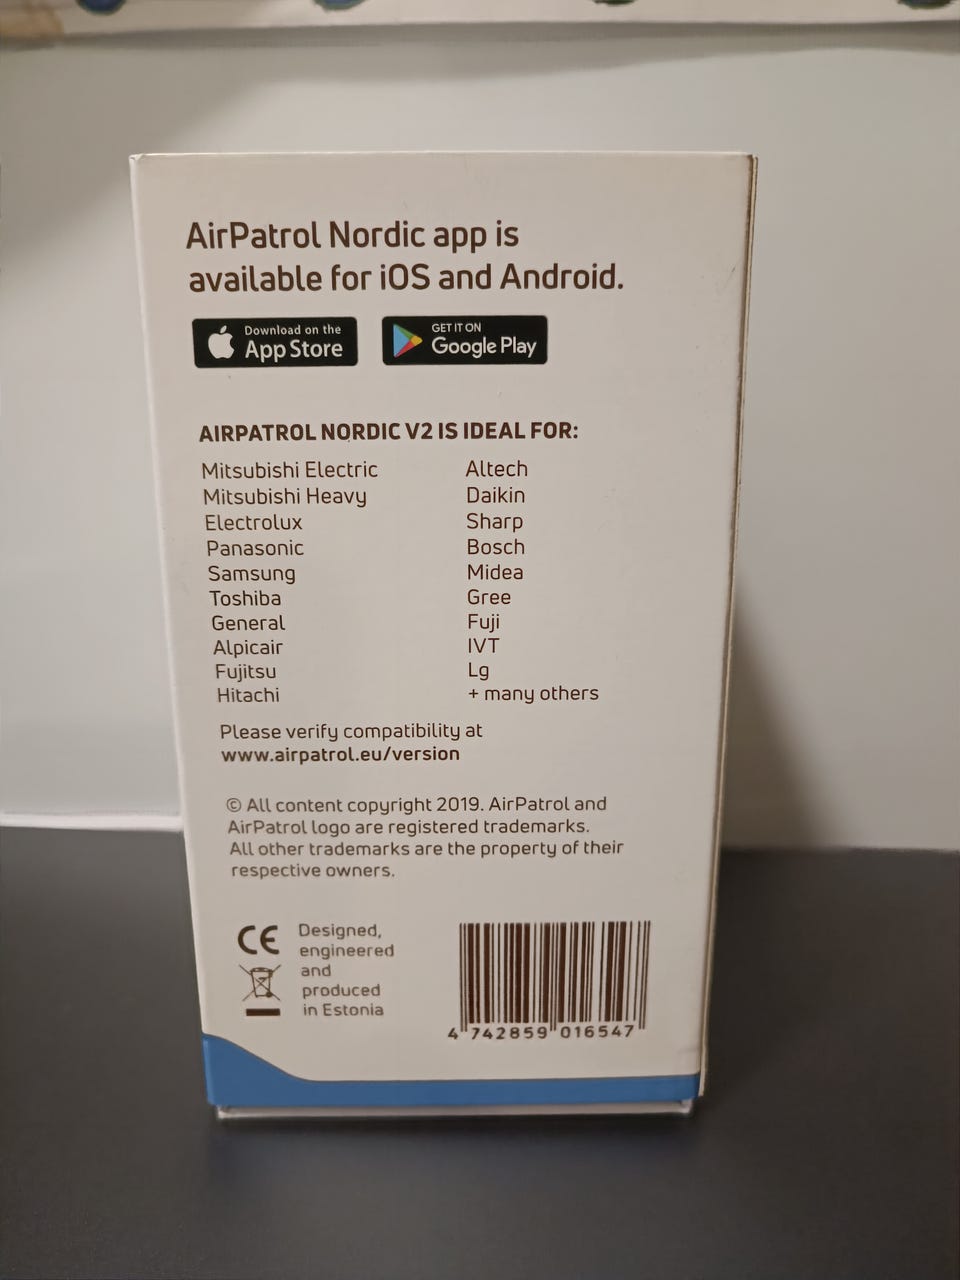 AirPatrol Nordic app is
available for iOS and Android.
Download on the
App Store
GET IT ON
Google Play
AIRPATROL NORDIC V2 IS IDEAL FOR:
Mitsubishi Electric
Mitsubishi Heavy
Electrolux
Panasonic
Samsung
Toshiba
General
Alpicair
Fujitsu
Hitachi
Altech
Daikin
Sharp
Bosch
Midea
Gree
Fuji
IVT
Lg
+ many others
Please verify compatibility at
www.airpatrol.eu/version
© All content copyright 2019. AirPatrol and
AirPatrol logo are registered trademarks.
All other trademarks are the property of their
respective owners.
CE
Designed,
engineered
and
produced
in Estonia
4 742859 016547